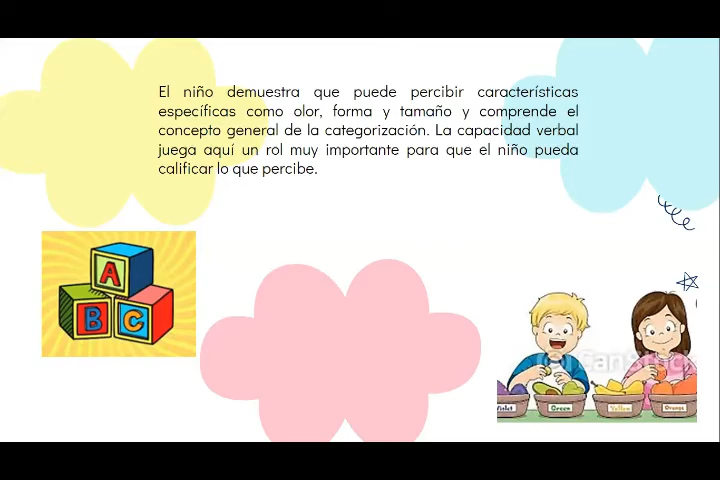 El niño demuestra que puede percibir características
específicas como olor, forma y tamaño y comprende el
concepto general de la categorización. La capacidad verbal
juega aquí un rol muy importante para que el niño pueda
calificar lo que percibe.
A
B C
CanStock
Violet Green Yellow Orange